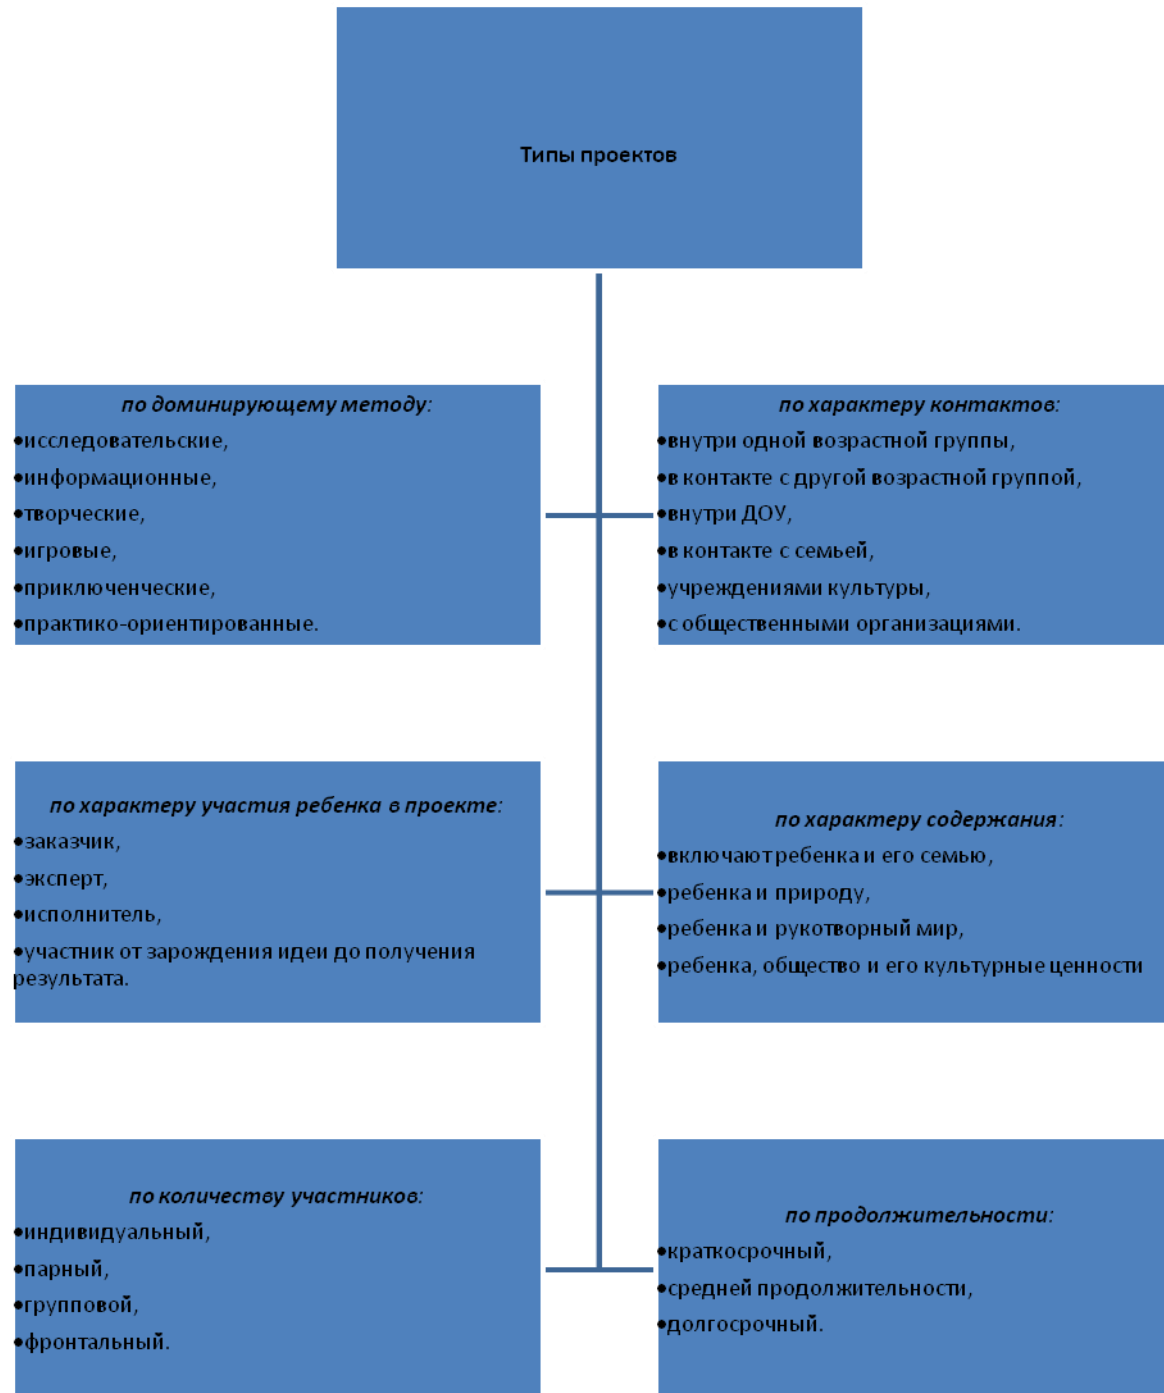 Типы проектов
по доминирующему методу:
•исследовательские,
•информационные,
•творческие,
•игровые,
•приключенческие,
•практико-ориентированные.
по характеру контактов:
•внутри одной возрастной группы,
•в контакте с другой возрастной группой,
•внутри ДОУ,
•в контакте с семьей,
•учреждениями культуры,
•с общественными организациями.
по характеру участия ребенка в проекте:
•заказчик,
•эксперт,
•исполнитель,
•участник от зарождения идеи до получения
результата.
по характеру содержания:
•включают ребенка и его семью,
•ребенка и природу,
•ребенка и рукотворный мир,
•ребенка, общество и его культурные ценности
по количеству участников:
•индивидуальный,
•парный,
•групповой,
•фронтальный.
по продолжительности:
•краткосрочный,
•средней продолжительности,
•долгосрочный.